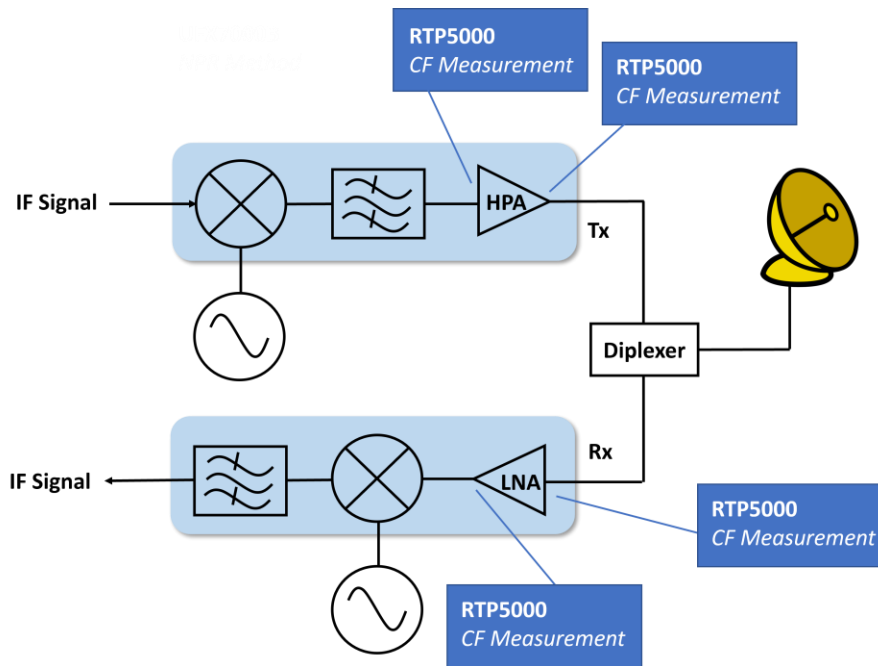 RTP5000
CF Measurement
RTP5000
CF Measurement
IF Signal
HPA
Tx
Diplexer
Rx
IF Signal
LNA
RTP5000
CF Measurement
RTP5000
CF Measurement